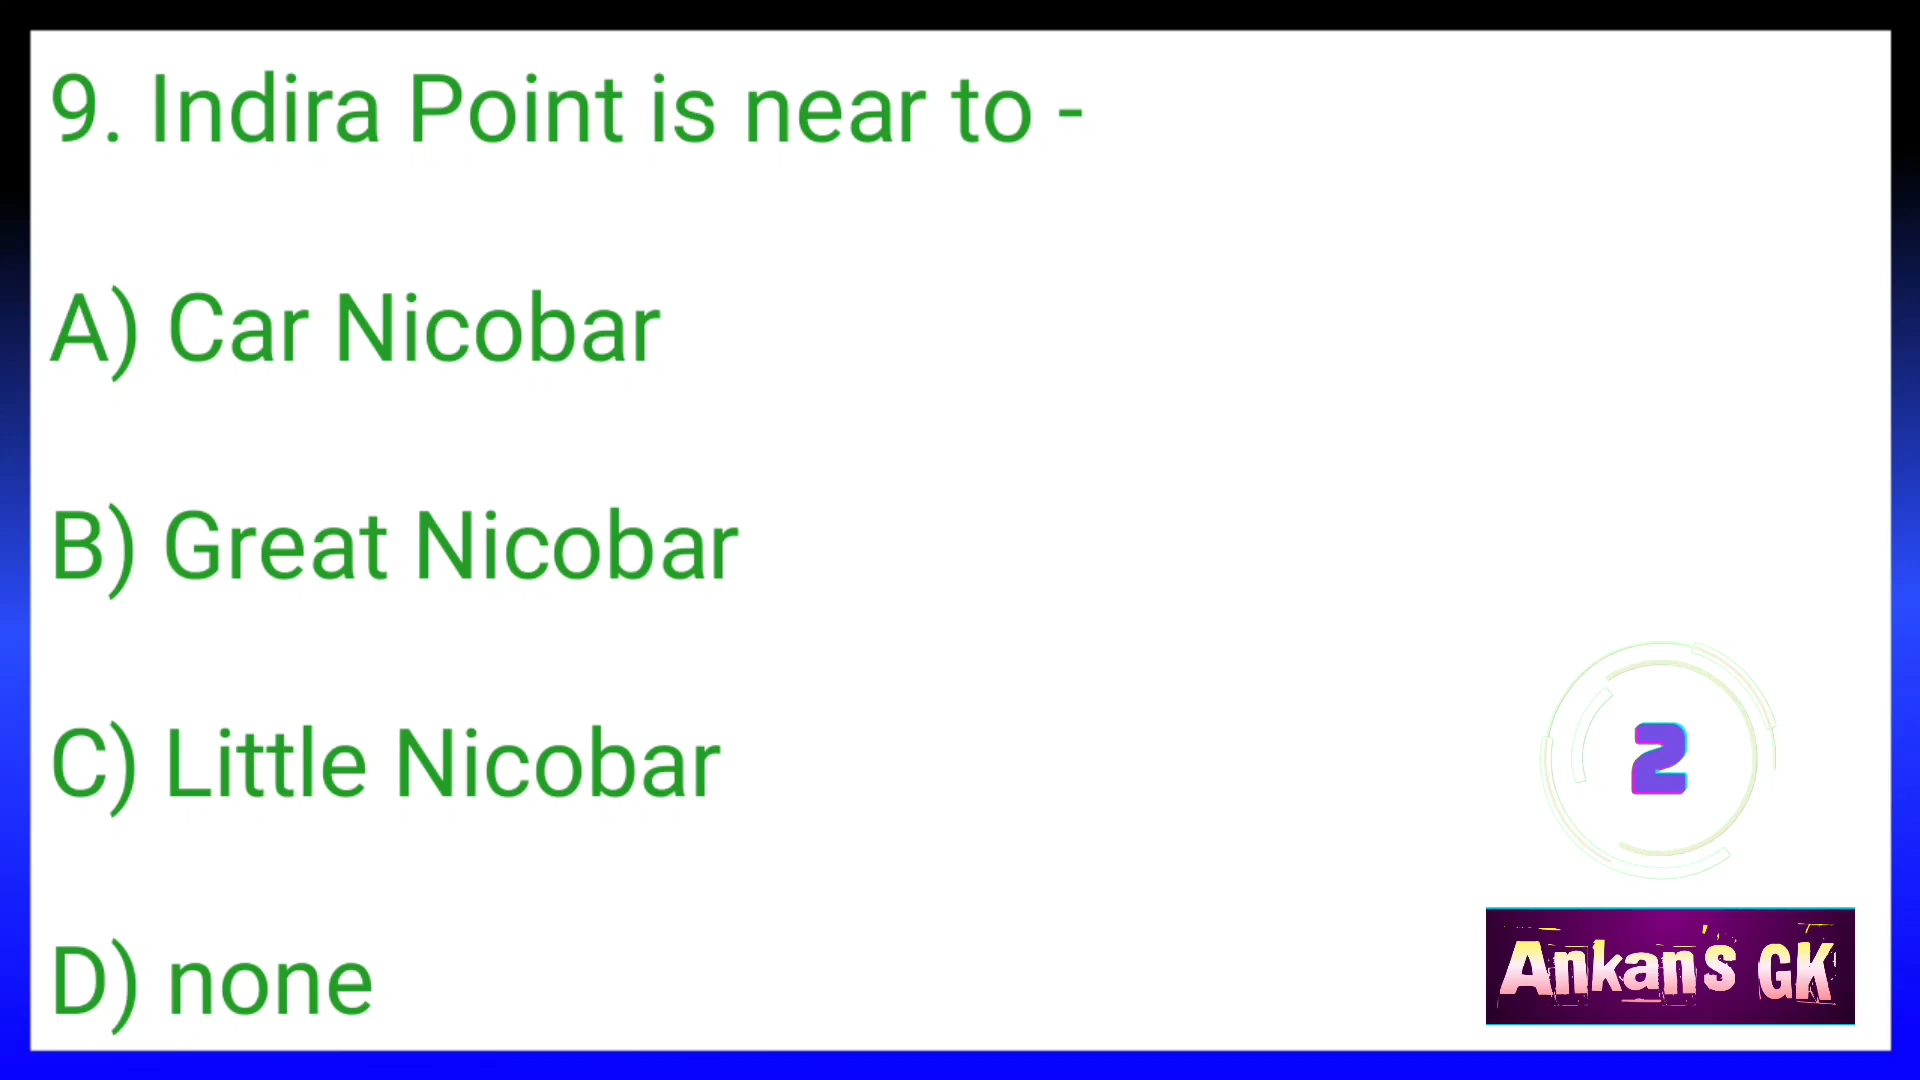 9. Indira Point is near to -
A) Car Nicobar
B) Great Nicobar
C) Little Nicobar
2
D) none
Ankan's GK